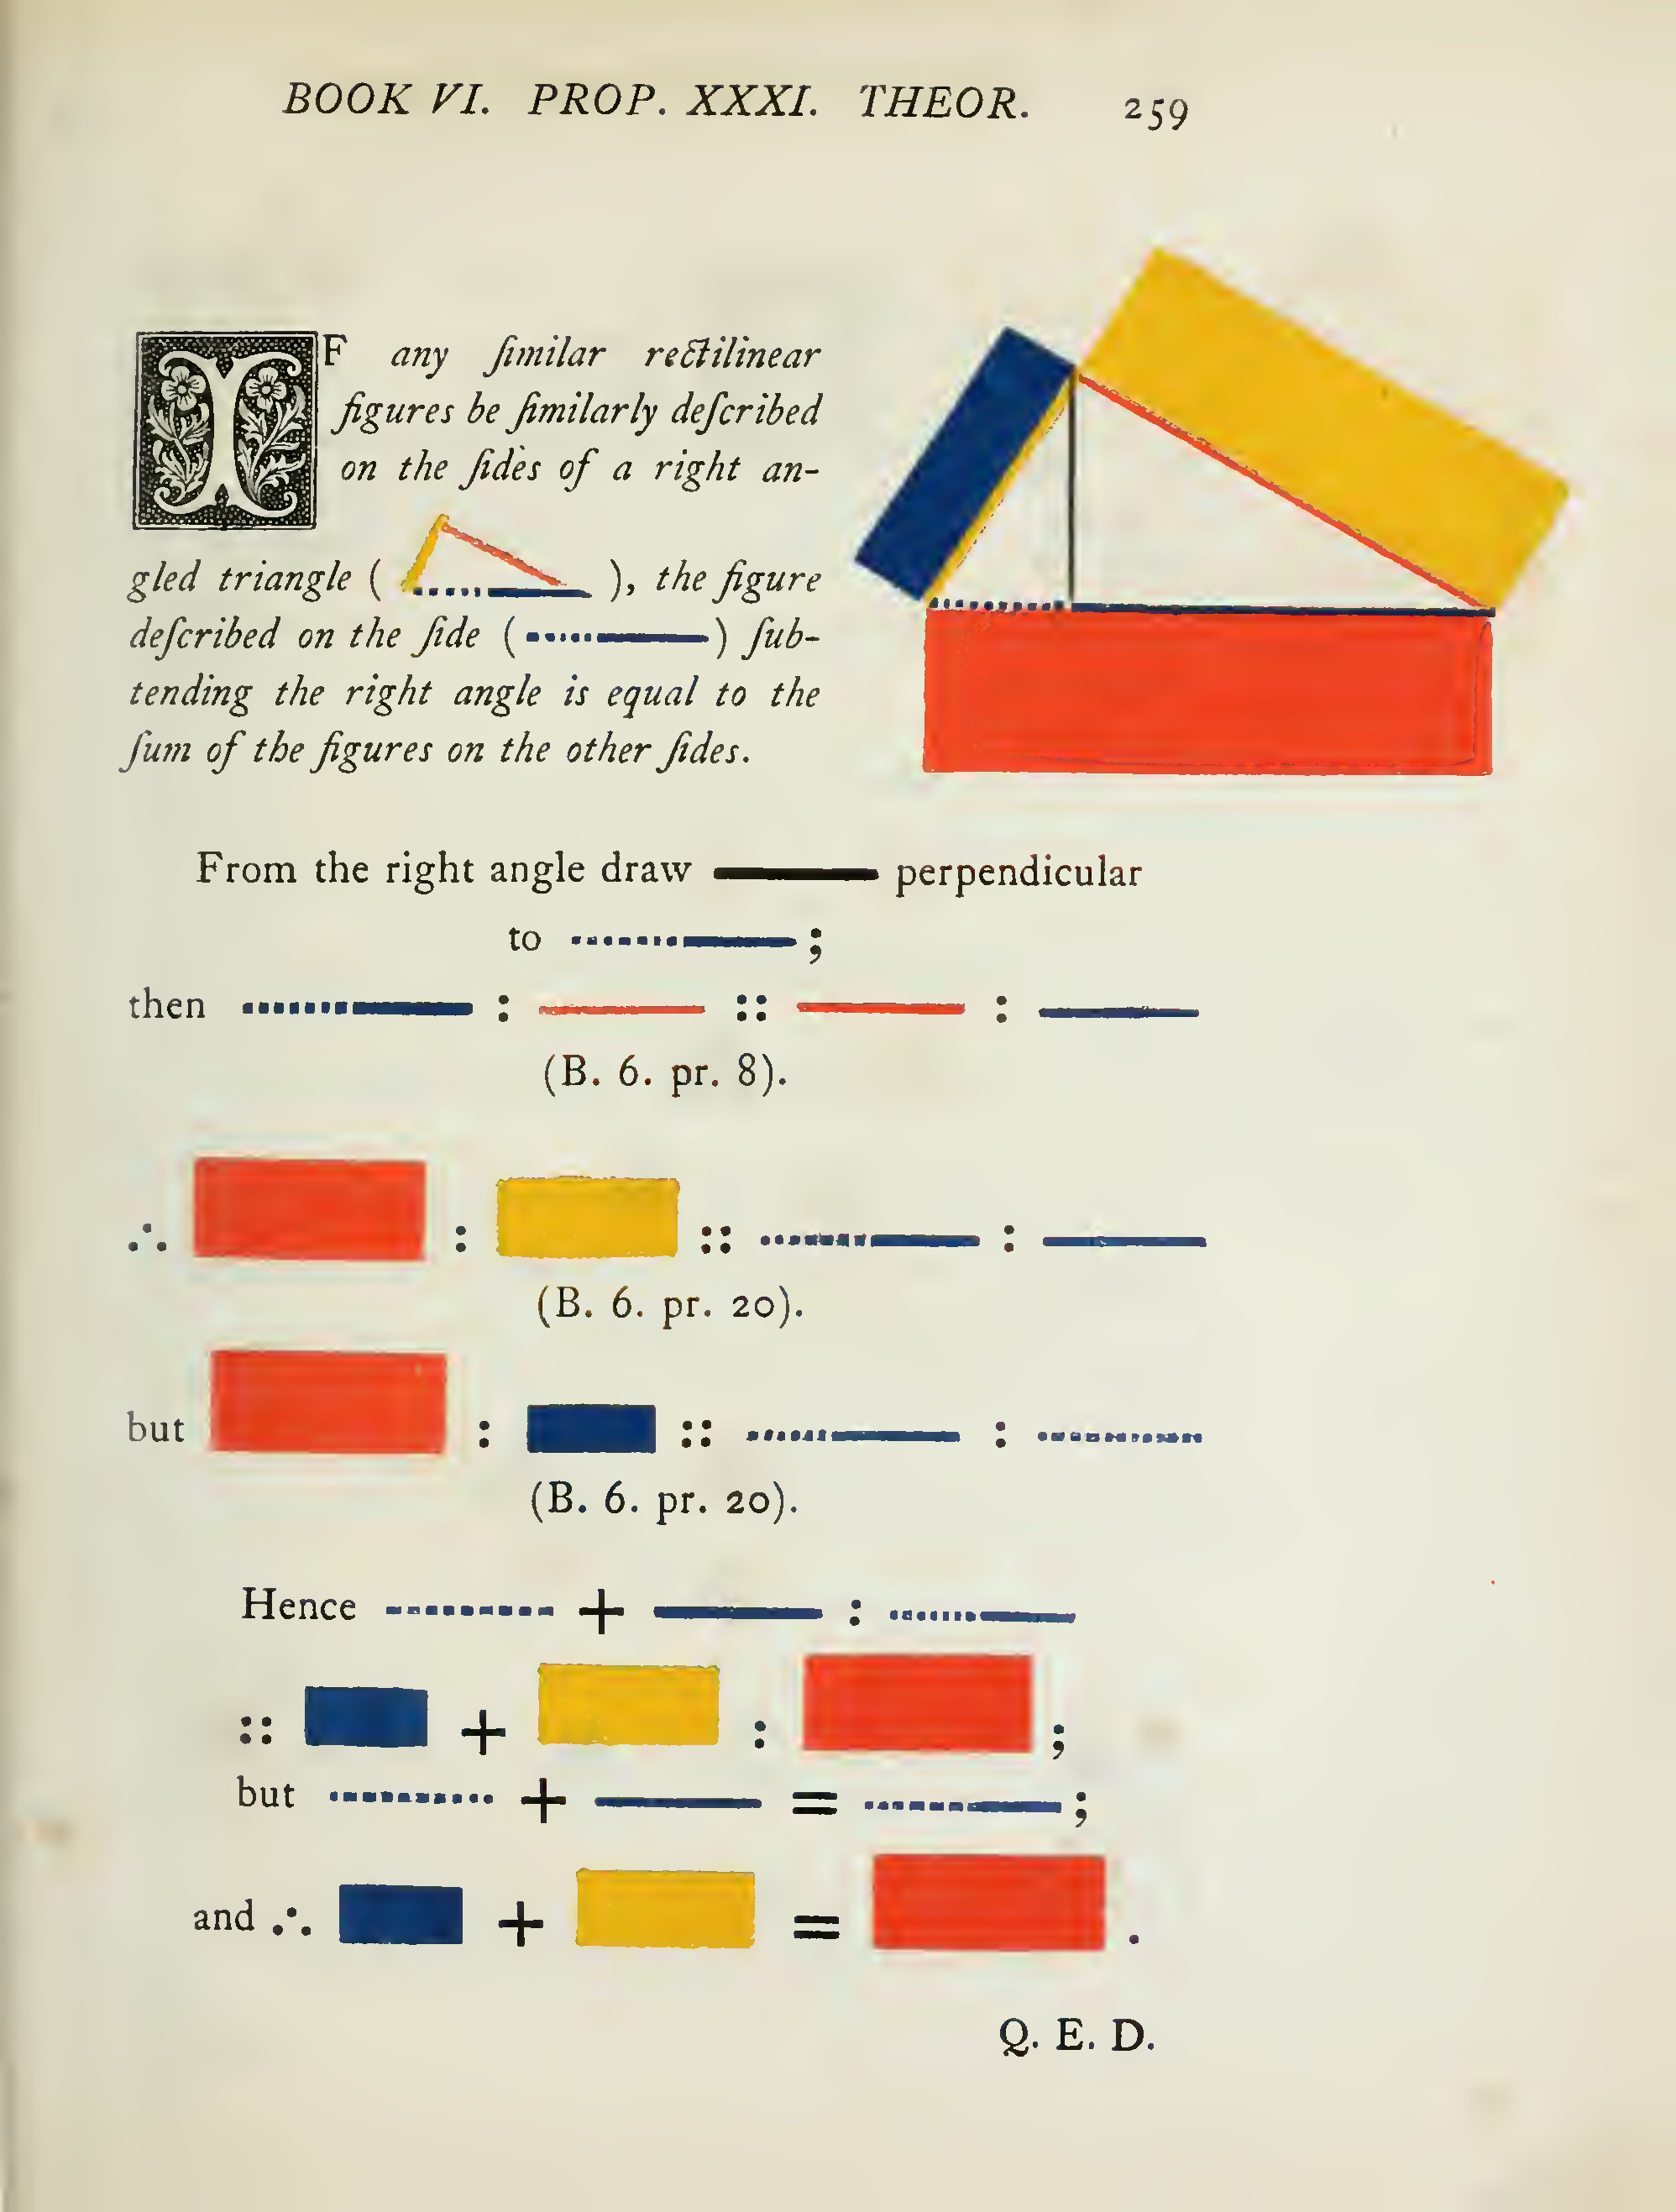 BOOK VI. PROP. XXXI. THEOR. 259
IF any ſimilar rectilinear
figures be ſimilarly deſcribed
on the ſides of a right an-
gled triangle ( ), the figure
deſcribed on the ſide ( ) ſub-
tending the right angle is equal to the
ſum of the figures on the other ſides.
From the right angle draw perpendicular
to ;
then : :: :
(B. 6. pr. 8).
∴ : :: :
(B. 6. pr. 20).
but : :: :
(B. 6. pr. 20).
Hence + :
:: + : ;
but + = ;
and ∴ + = .
Q. E. D.